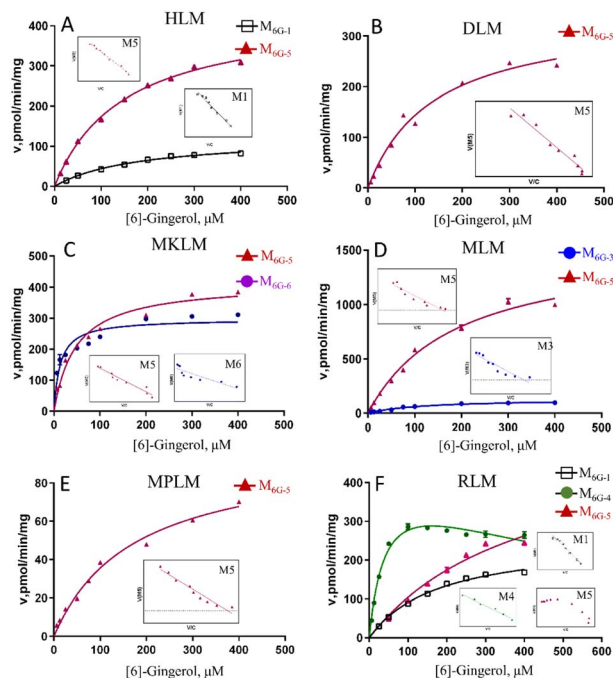 A
HLM
M6G-1
M6G-5
v,pmol/min/mg
400
300
200
100
0
0 100 200 300 400 500
[6]-Gingerol, μM
M5
V(M5)
V/C
M1
V/C
B
DLM
M6G-5
v,pmol/min/mg
300
200
100
0
0 100 200 300 400 500
[6]-Gingerol, μM
M5
V(M5)
V/C
C
MKLM
M6G-5
M6G-6
v,pmol/min/mg
500
400
300
200
100
0
0 100 200 300 400 500
[6]-Gingerol, μM
M5
V/C
M6
V/C
D
MLM
M6G-3
M6G-5
v,pmol/min/mg
1500
1000
500
0
0 100 200 300 400 500
[6]-Gingerol, μM
M5
V(M5)
V/C
M3
V(M3)
V/C
E
MPLM
M6G-5
v,pmol/min/mg
80
60
40
20
0
0 100 200 300 400 500
[6]-Gingerol, μM
M5
V(M5)
V/C
F
RLM
M6G-1
M6G-4
M6G-5
v,pmol/min/mg
400
300
200
100
0
0 100 200 300 400 500 600
[6]-Gingerol, μM
M1
M4
M5